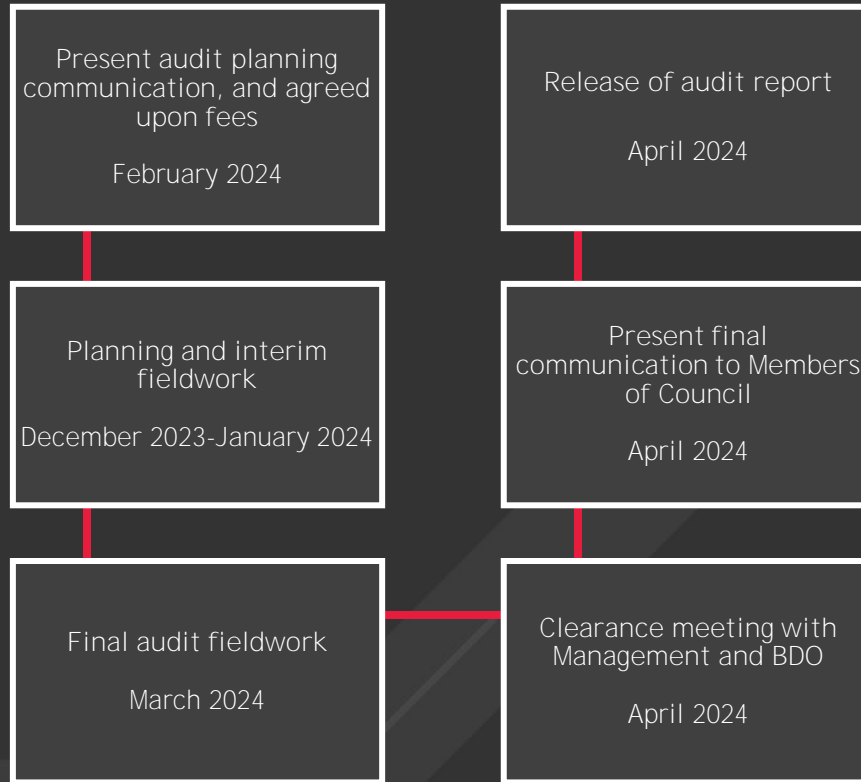 Present audit planning
communication, and agreed
upon fees
February 2024
Planning and interim
fieldwork
December 2023-January 2024
Final audit fieldwork
March 2024
Clearance meeting with
Management and BDO
April 2024
Present final
communication to Members
of Council
April 2024
Release of audit report
April 2024